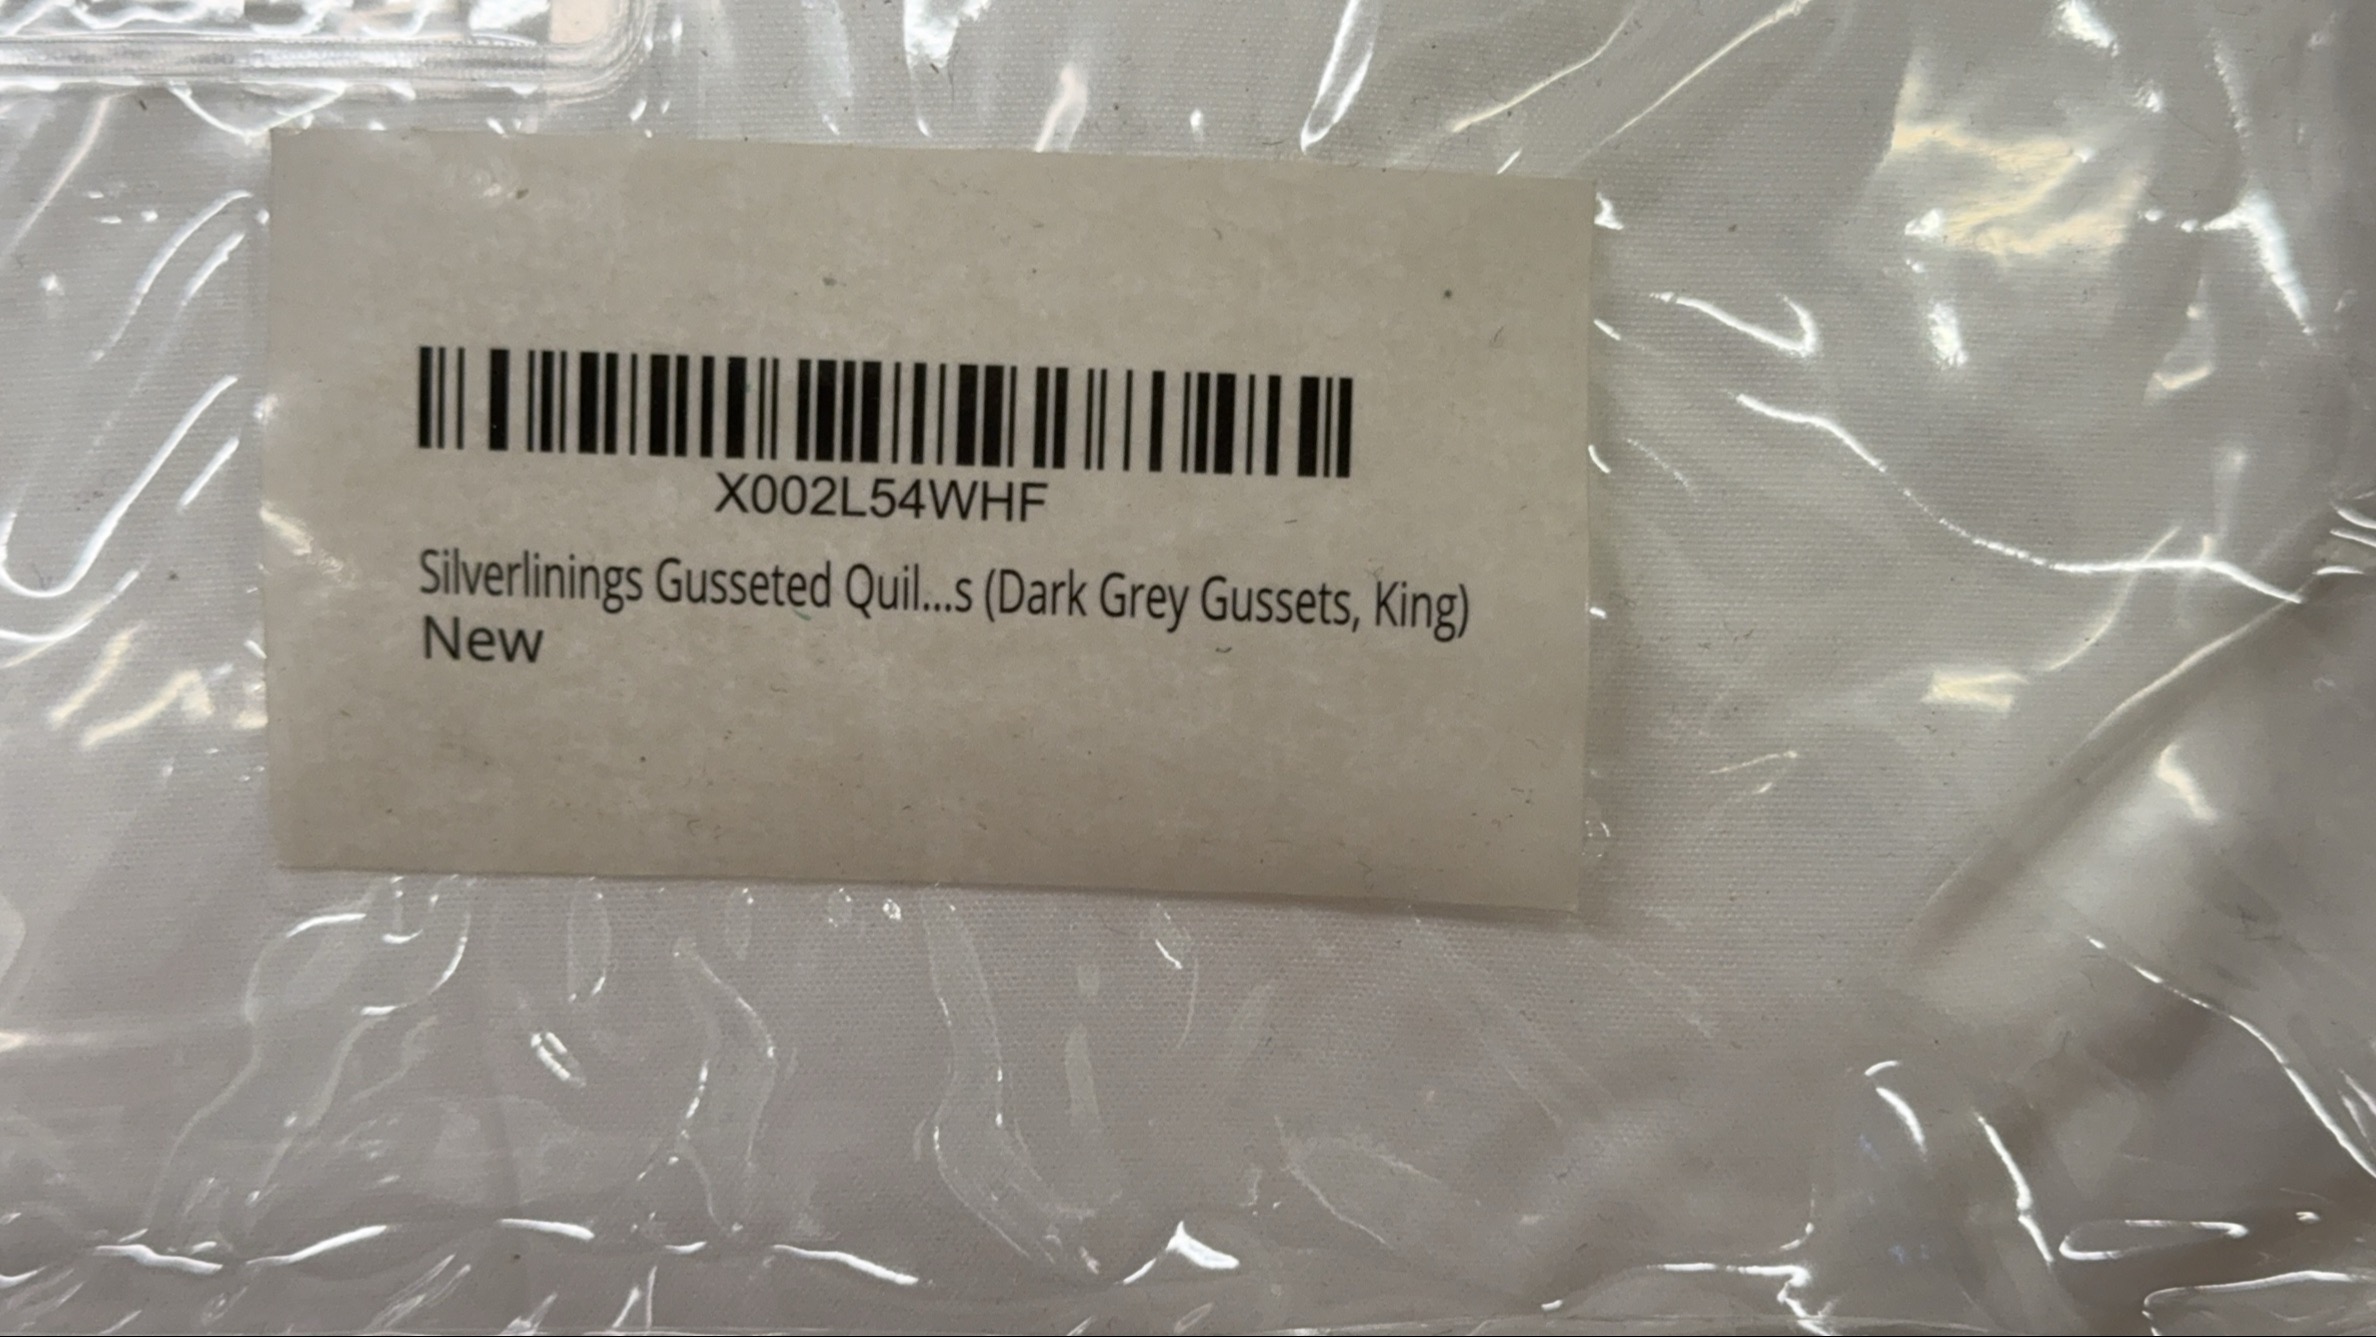 X002L54WHF
Silverlinings Gusseted Quil...s (Dark Grey Gussets, King)
New